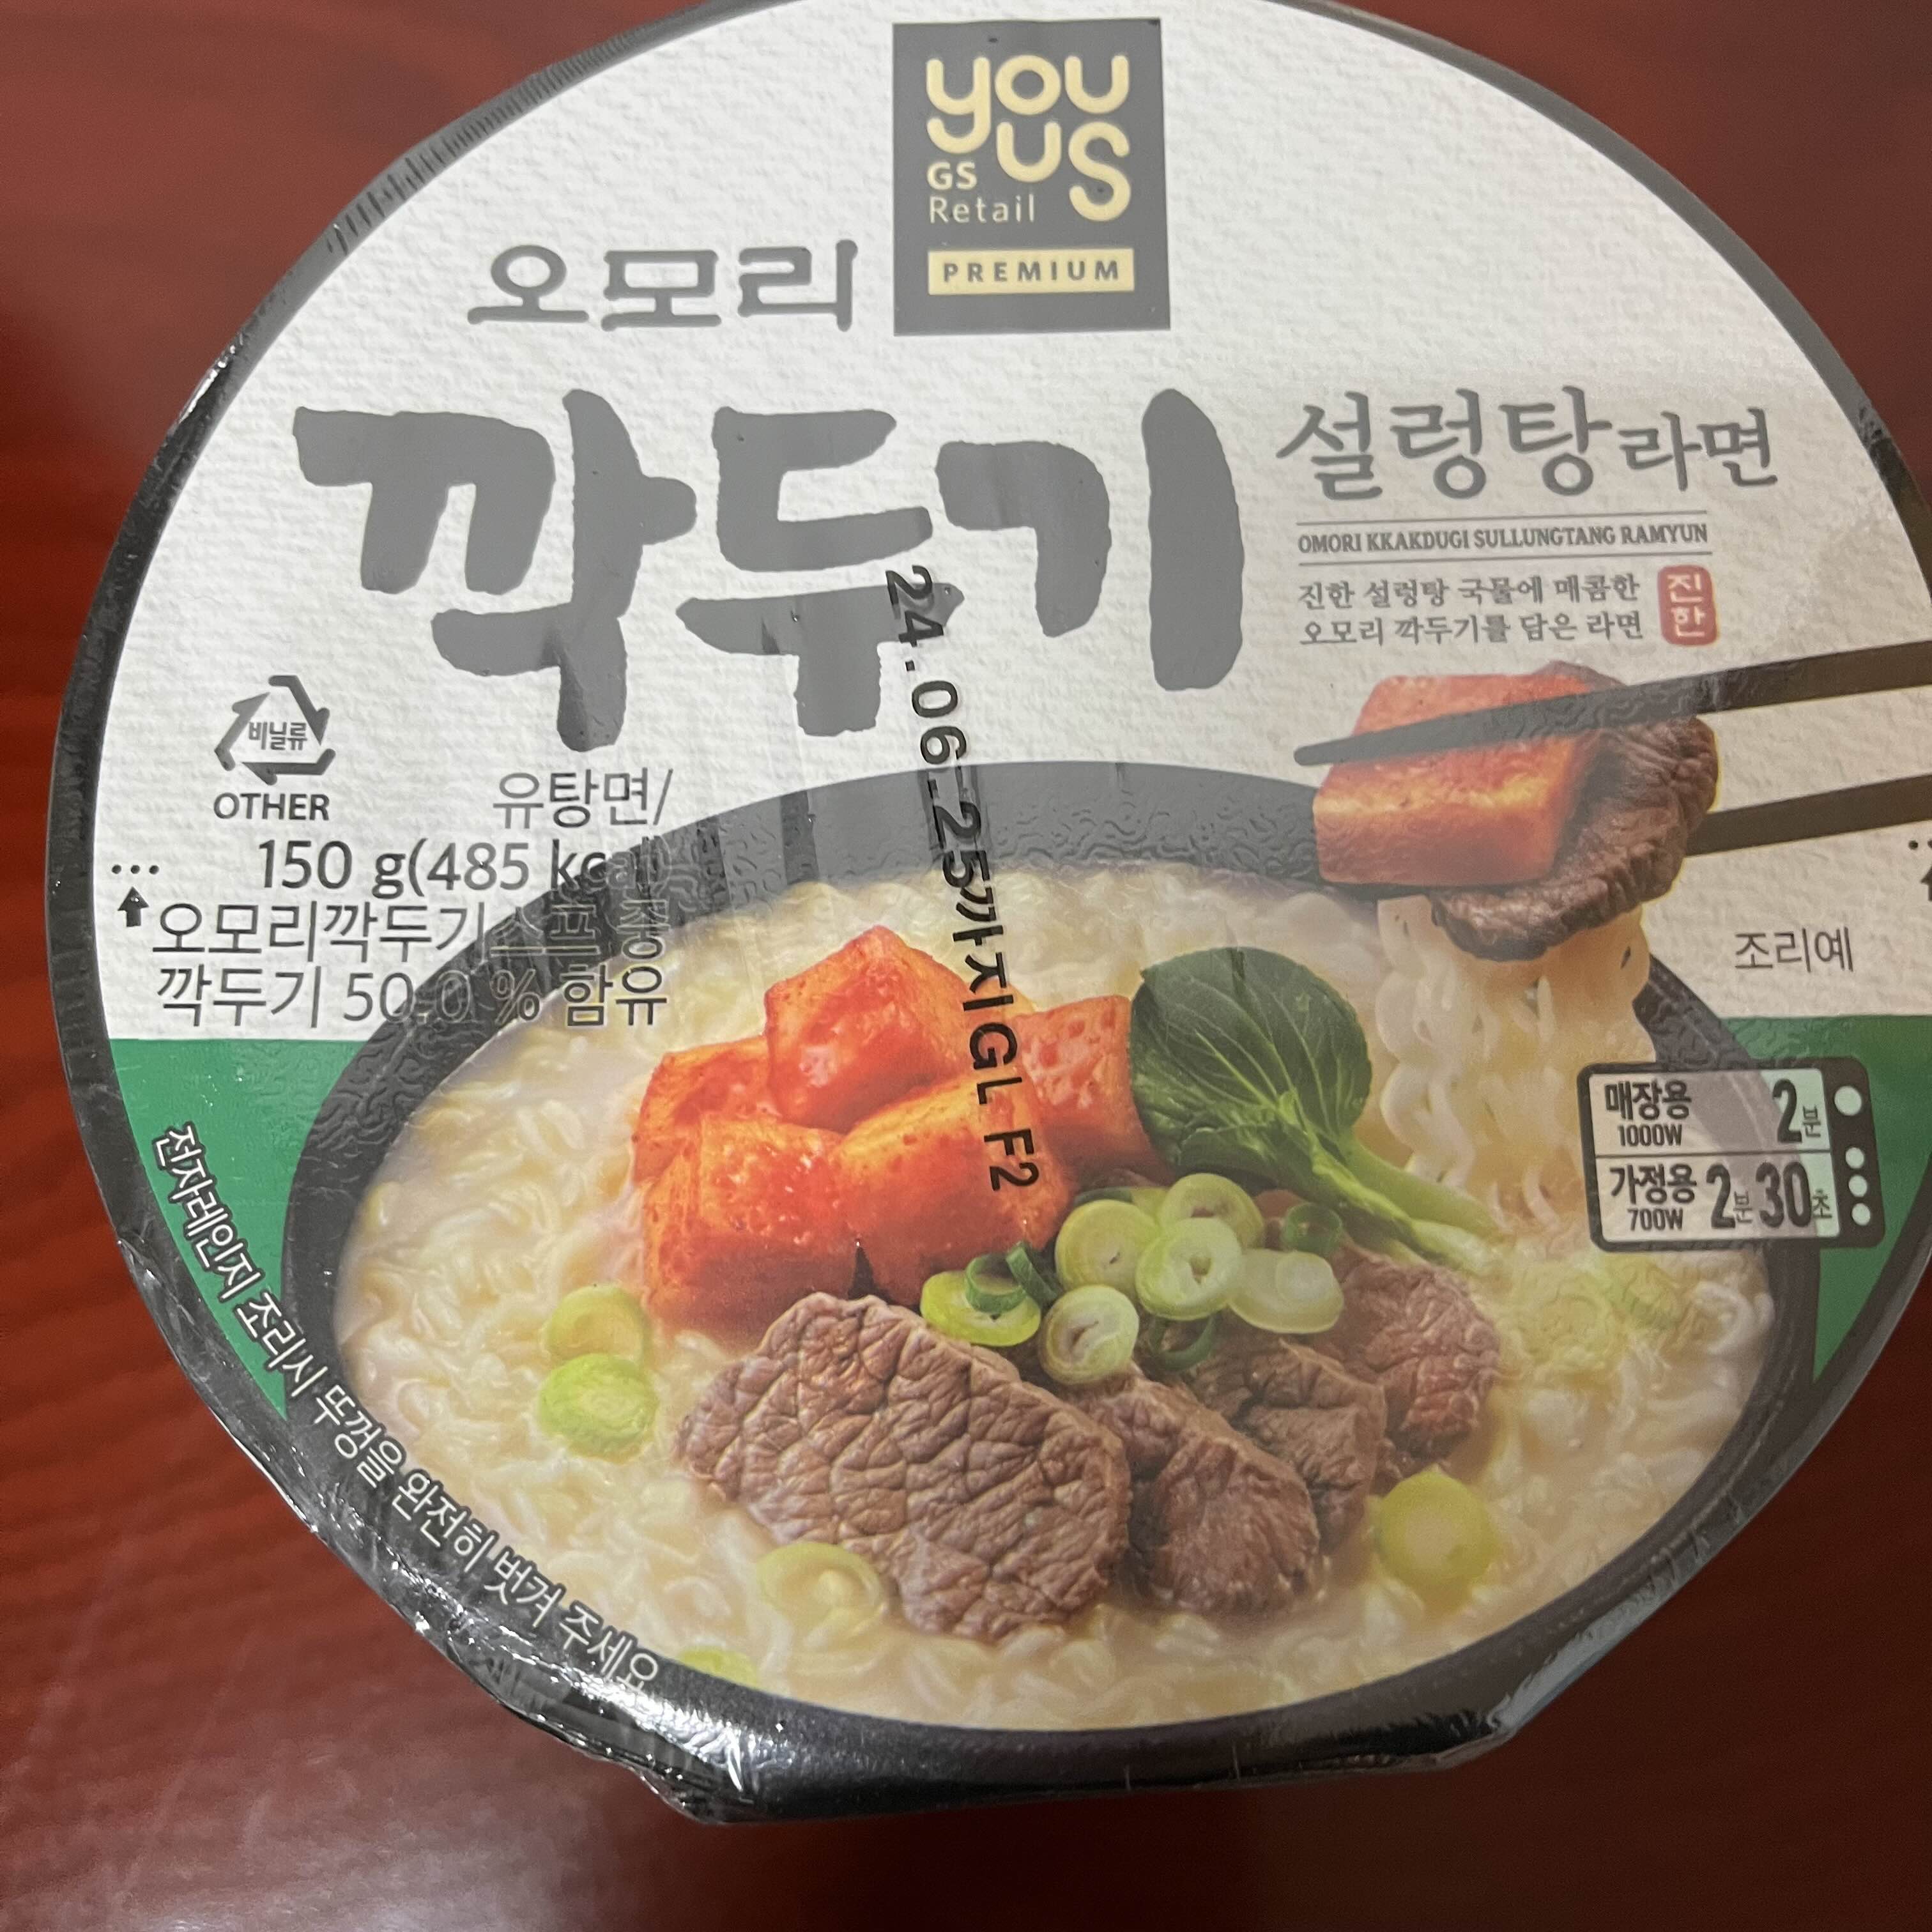 you
us
GS
Retail
PREMIUM
오모리
깍두기
설렁탕라면
OMORI KKAKDUGI SULLUNGTANG RAMYUN
진한 설렁탕 국물에 매콤한
오모리 깍두기를 담은 라면
진한
비닐류
OTHER
유탕면/
150 g(485 kcal)
오모리깍두기스프 중
깍두기 50.0 % 함유
24.06.25까지GL F2
조리예
매장용 2분
1000W
가정용 2분30초
700W
전자레인지 조리시 뚜껑을 완전히 벗겨 주세요